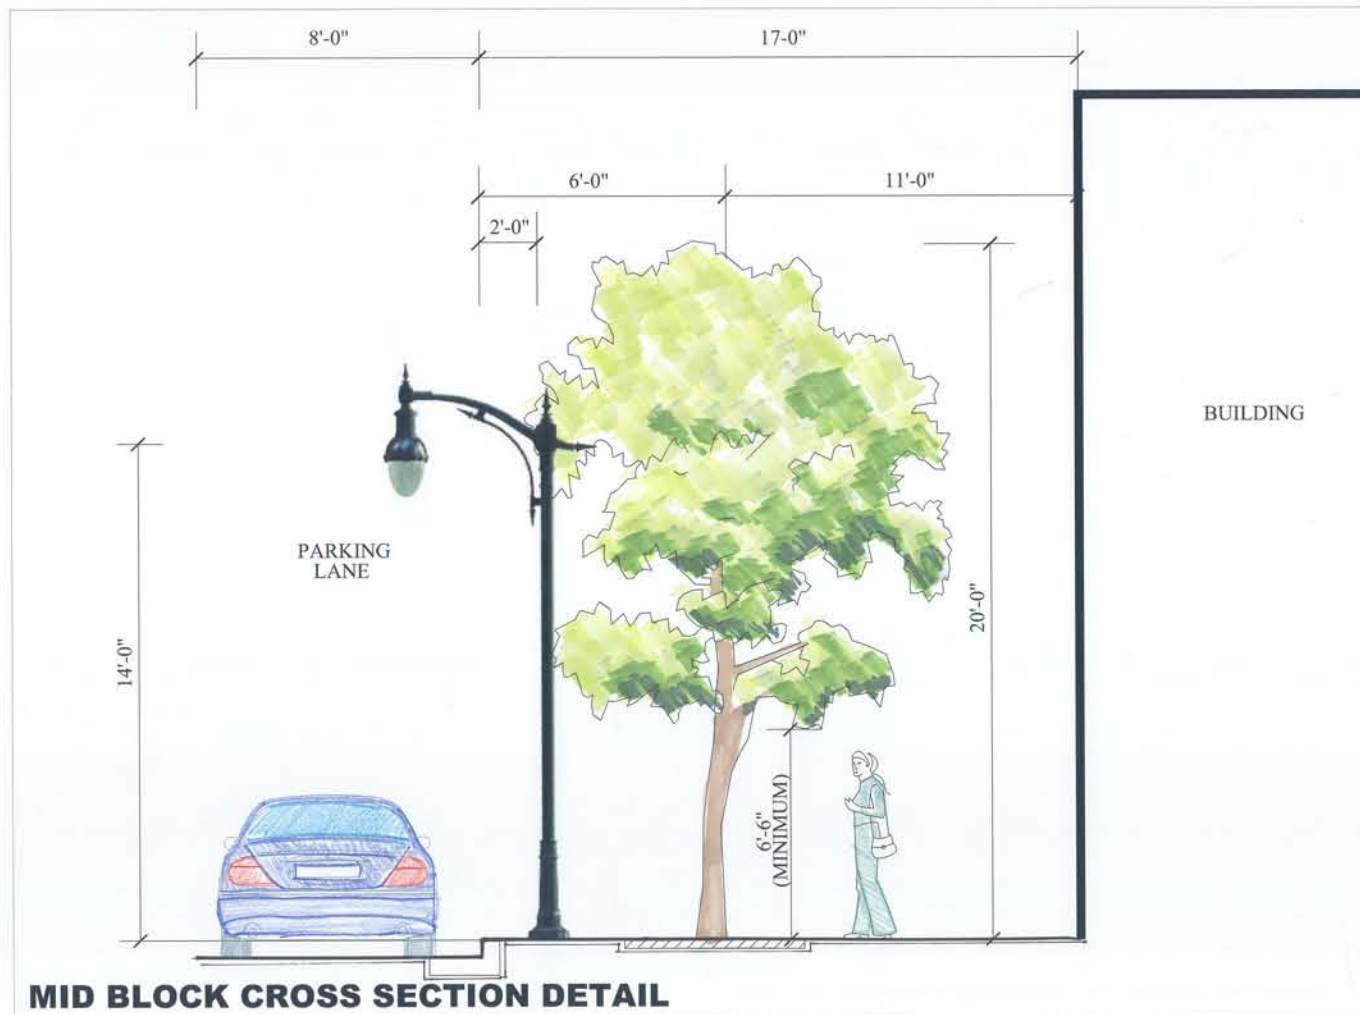 8'-0"
17-0"
6'-0"
11'-0"
2'-0"
BUILDING
PARKING
LANE
14'-0"
20'-0"
6'-6"
(MINIMUM)
MID BLOCK CROSS SECTION DETAIL